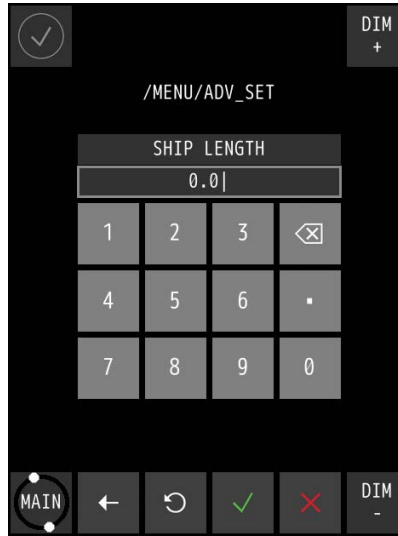 DIM
+
/MENU/ADV_SET
SHIP LENGTH
0.0
1 2 3
4 5 6 .
7 8 9 0
MAIN
DIM
-